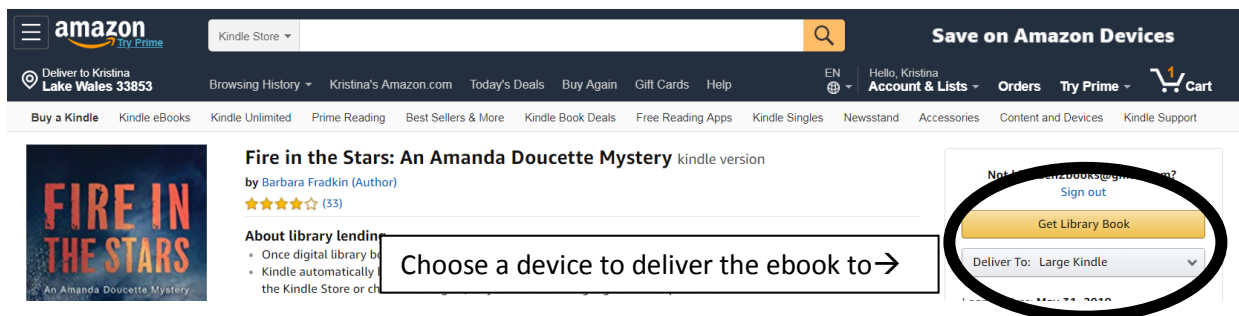 amazon
Try Prime
Kindle Store
Save on Amazon Devices
Deliver to Kristina
Lake Wales 33853
Browsing History Kristina's Amazon.com Today's Deals Buy Again Gift Cards Help
EN
Hello, Kristina
Account & Lists Orders Try Prime 1 Cart
Buy a Kindle Kindle eBooks Kindle Unlimited Prime Reading Best Sellers & More Kindle Book Deals Free Reading Apps Kindle Singles Newsstand Accessories Content and Devices Kindle Support
FIRE IN
THE STARS
An Amanda Doucette Mystery
Fire in the Stars: An Amanda Doucette Mystery kindle version
by Barbara Fradkin (Author)
(33)
About library lending
• Once digital library
• Kindle automatically
the Kindle Store or
Choose a device to deliver the ebook to→
Not
Sign out
Get Library Book
Deliver To: Large Kindle
May 31, 2019